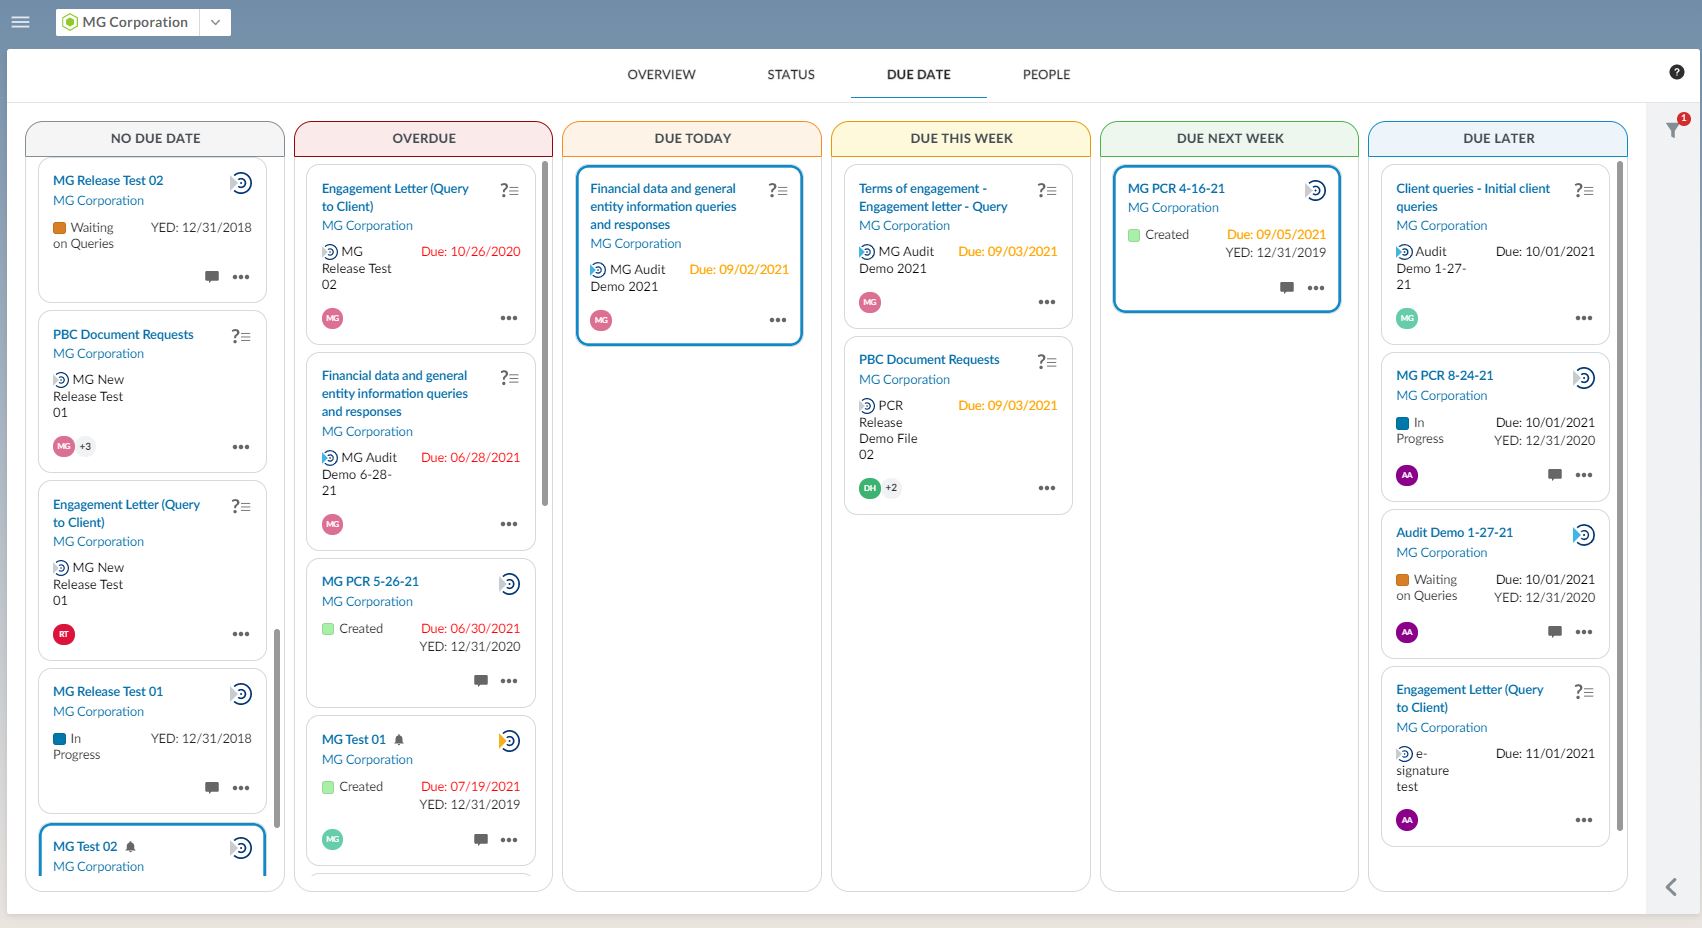 MG Corporation
OVERVIEW
STATUS
DUE DATE
PEOPLE
?
1
NO DUE DATE
MG Release Test 02
MG Corporation
Waiting
on Queries
YED: 12/31/2018
PBC Document Requests
MG Corporation
MG New
Release Test
01
MG +3
Engagement Letter (Query
to Client)
MG Corporation
MG New
Release Test
01
RT
MG Release Test 01
MG Corporation
In
Progress
YED: 12/31/2018
MG Test 02
MG Corporation
OVERDUE
Engagement Letter (Query
to Client)
MG Corporation
MG
Release Test
02
Due: 10/26/2020
MG
Financial data and general
entity information queries
and responses
MG Corporation
MG Audit
Demo 6-28-
21
Due: 06/28/2021
MG
MG PCR 5-26-21
MG Corporation
Created
Due: 06/30/2021
YED: 12/31/2020
MG Test 01
MG Corporation
Created
Due: 07/19/2021
YED: 12/31/2019
MG
DUE TODAY
Financial data and general
entity information queries
and responses
MG Corporation
MG Audit
Demo 2021
Due: 09/02/2021
MG
DUE THIS WEEK
Terms of engagement -
Engagement letter - Query
MG Corporation
MG Audit
Demo 2021
Due: 09/03/2021
MG
PBC Document Requests
MG Corporation
PCR
Release
Demo File
02
Due: 09/03/2021
DH +2
DUE NEXT WEEK
MG PCR 4-16-21
MG Corporation
Created
Due: 09/05/2021
YED: 12/31/2019
DUE LATER
Client queries - Initial client
queries
MG Corporation
Audit
Demo 1-27-
21
Due: 10/01/2021
MG
MG PCR 8-24-21
MG Corporation
In
Progress
Due: 10/01/2021
YED: 12/31/2020
AA
Audit Demo 1-27-21
MG Corporation
Waiting
on Queries
Due: 10/01/2021
YED: 12/31/2020
AA
Engagement Letter (Query
to Client)
MG Corporation
e-
signature
test
Due: 11/01/2021
AA